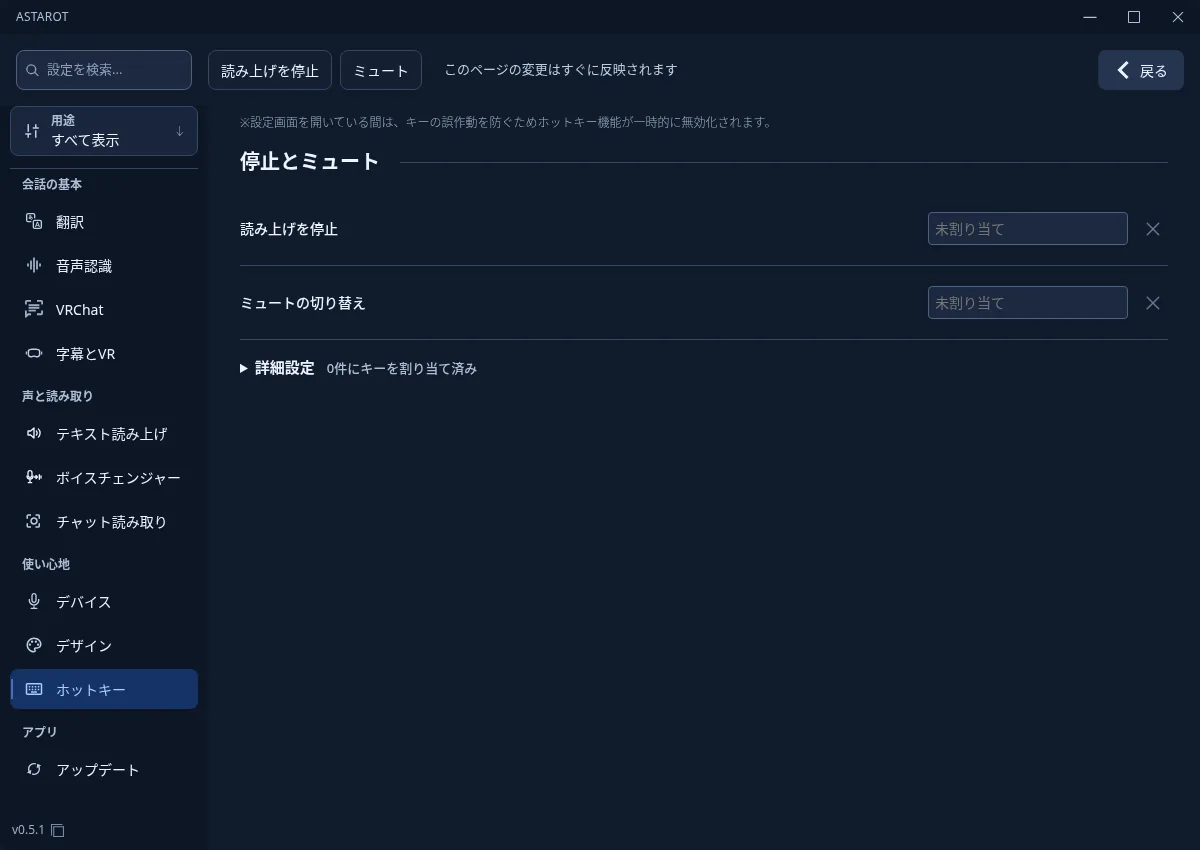 ASTAROT
設定を検索...
読み上げを停止
ミュート
このページの変更はすぐに反映されます
戻る
用途
すべて表示
会話の基本
翻訳
音声認識
VRChat
字幕とVR
声と読み取り
テキスト読み上げ
ボイスチェンジャー
チャット読み取り
使い心地
デバイス
デザイン
ホットキー
アプリ
アップデート
v0.5.1
※設定画面を開いている間は、キーの誤作動を防ぐためホットキー機能が一時的に無効化されます。
停止とミュート
読み上げを停止
未割り当て
ミュートの切り替え
未割り当て
詳細設定 0件にキーを割り当て済み